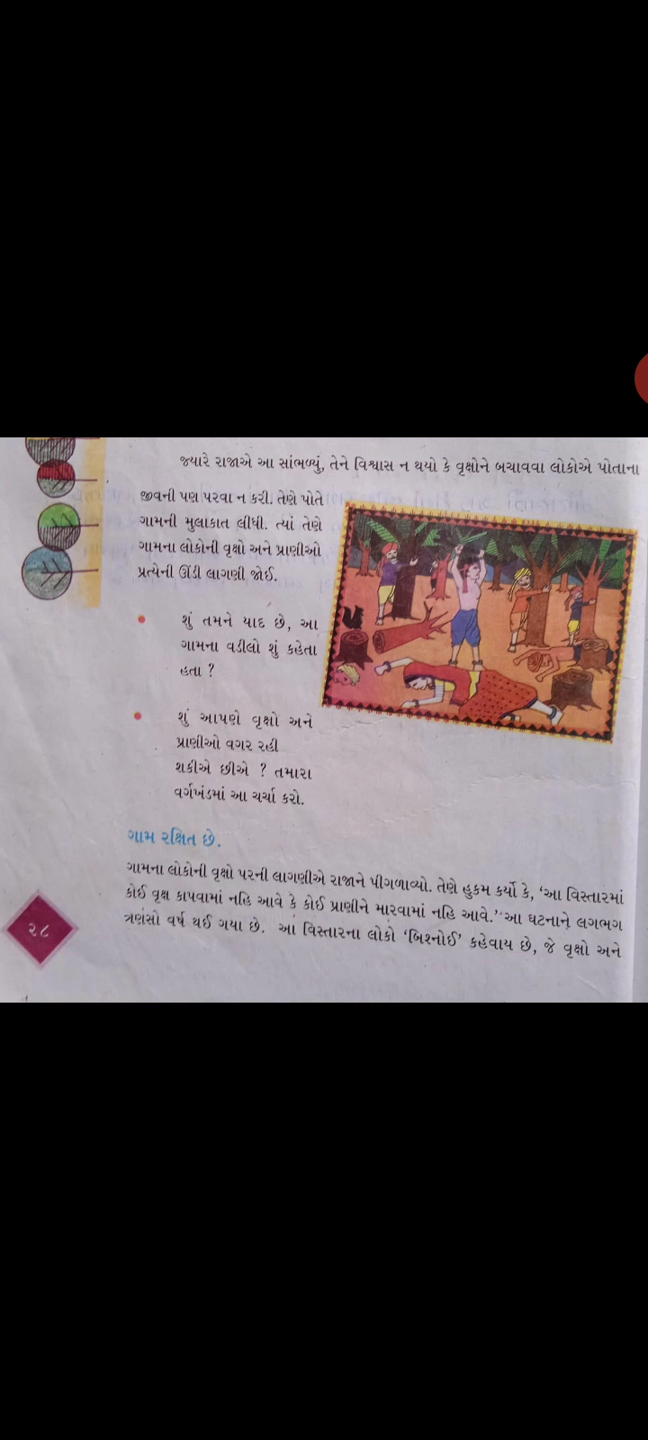 જ્યારે રાજાએ આ સાંભળ્યું, તેને વિશ્વાસ ન થયો કે વૃક્ષોને બચાવવા લોકોએ પોતાના
જીવની પણ પરવા ન કરી. તેણે પોતે
ગામની મુલાકાત લીધી. ત્યાં તેણે
ગામના લોકોની વૃક્ષો અને પ્રાણીઓ
પ્રત્યેની ઊંડી લાગણી જોઈ.
• શું તમને યાદ છે, આ
ગામના વડીલો શું કહેતા
હતા ?
• શું આપણે વૃક્ષો અને
પ્રાણીઓ વગર રહી
શકીએ છીએ ? તમારા
વર્ગખંડમાં આ ચર્ચા કરો.
ગામ રક્ષિત છે.
ગામના લોકોની વૃક્ષો પરની લાગણીએ રાજાને પીગળાવ્યો. તેણે હુકમ કર્યો કે, ‘આ વિસ્તારમાં
કોઈ વૃક્ષ કાપવામાં નહિ આવે કે કોઈ પ્રાણીને મારવામાં નહિ આવે.’ આ ઘટનાને લગભગ
ત્રણસો વર્ષ થઈ ગયા છે. આ વિસ્તારના લોકો ‘બિશ્નોઈ’ કહેવાય છે, જે વૃક્ષો અને
૨૮